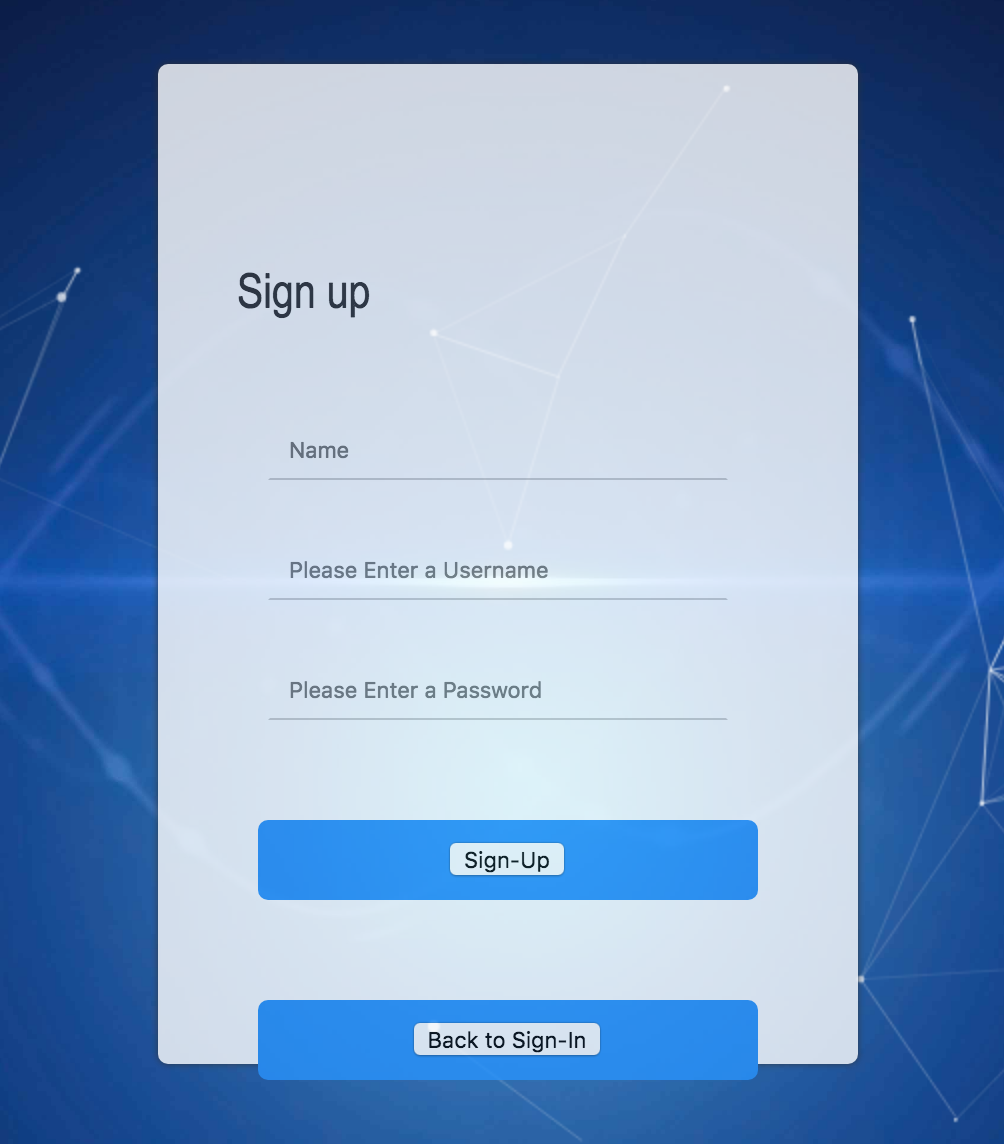 Sign up
Name
Please Enter a Username
Please Enter a Password
Sign-Up
Back to Sign-In